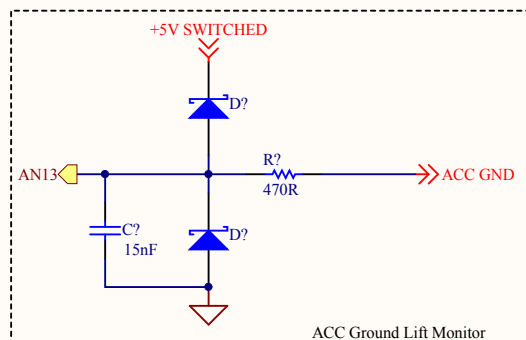 +5V SWITCHED
D?
AN13
R?
470R
ACC GND
C?
15nF
D?
ACC Ground Lift Monitor